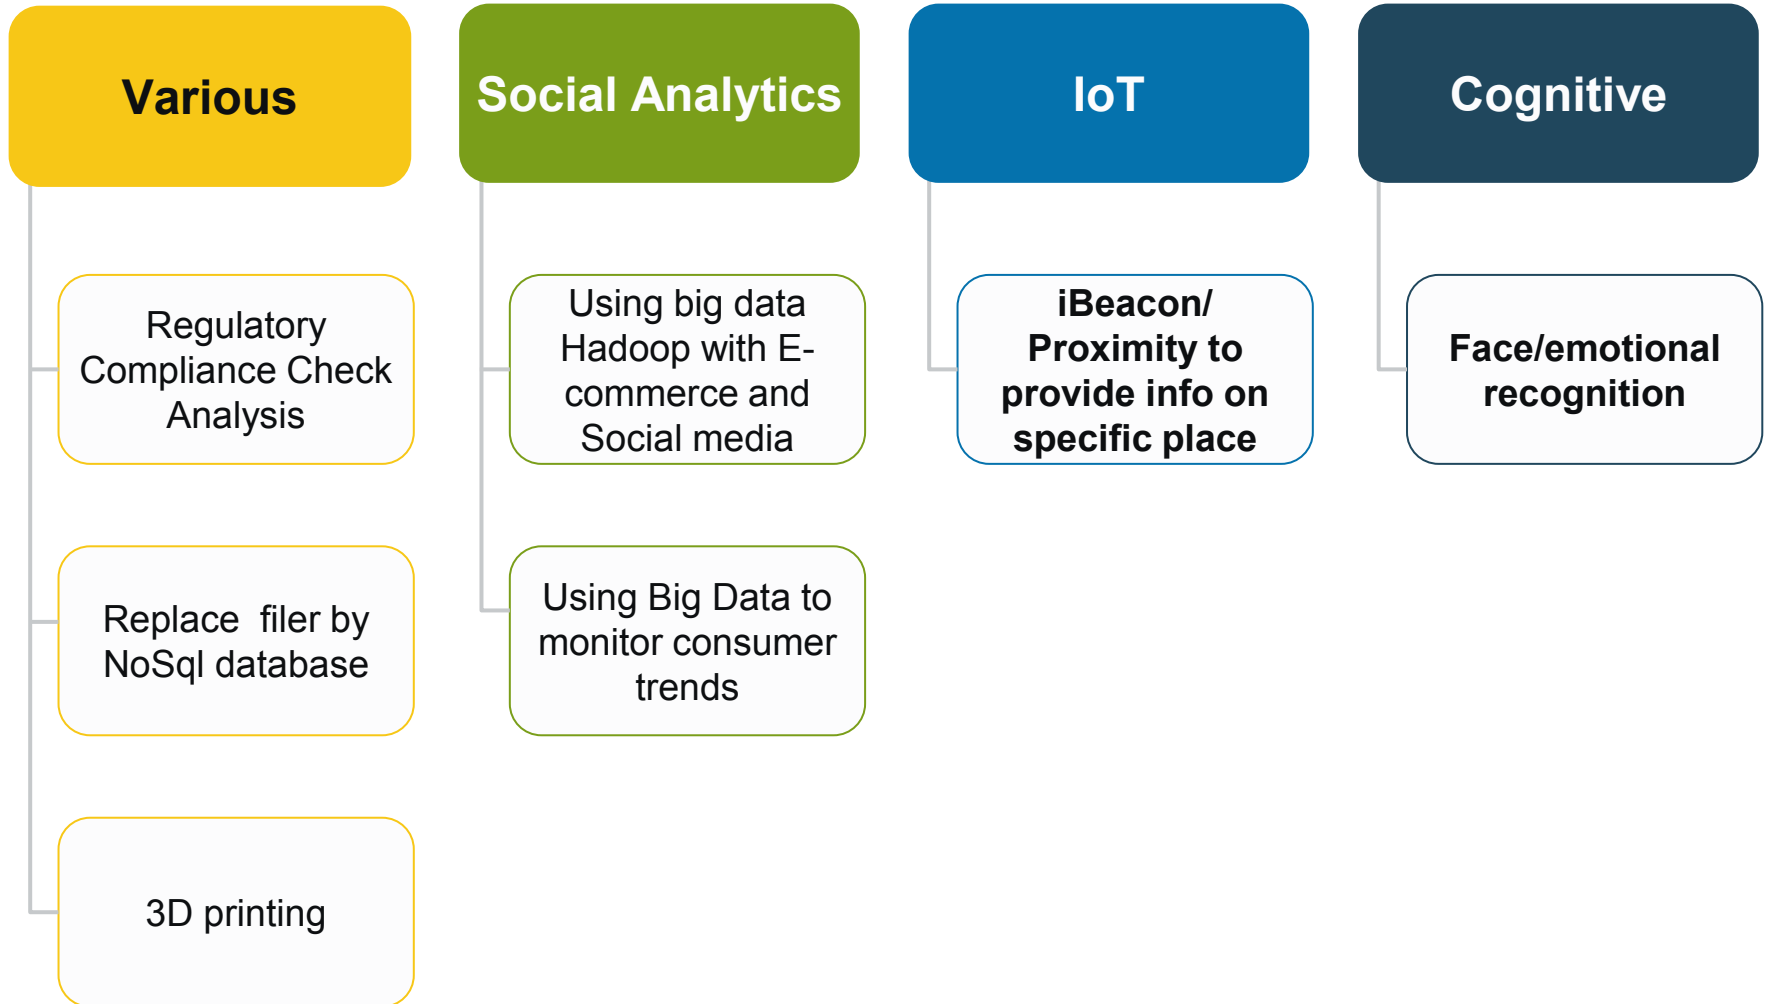 Various
Social Analytics
IoT
Cognitive
Regulatory
Compliance Check
Analysis
Replace  filer by
NoSql database
3D printing
Using big data
Hadoop with E-
commerce and
Social media
Using Big Data to
monitor consumer
trends
iBeacon/
Proximity to
provide info on
specific place
Face/emotional
recognition